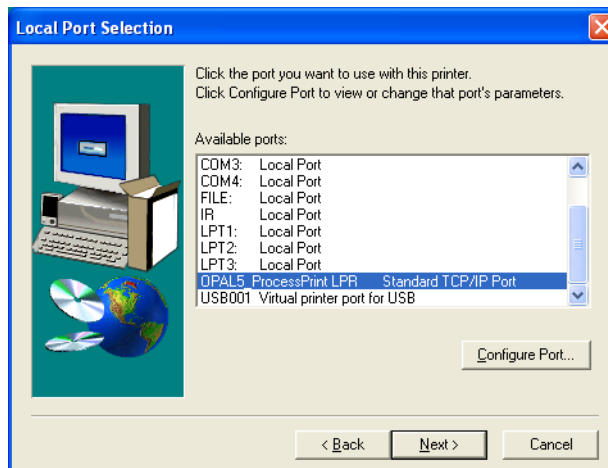 Local Port Selection
Click the port you want to use with this printer.
Click Configure Port to view or change that port's parameters.
Available ports:
COM3: Local Port
COM4: Local Port
FILE: Local Port
IR Local Port
LPT1: Local Port
LPT2: Local Port
LPT3: Local Port
OPAL5_ProcessPrint LPR Standard TCP/IP Port
USB001 Virtual printer port for USB
Configure Port...
< Back Next > Cancel